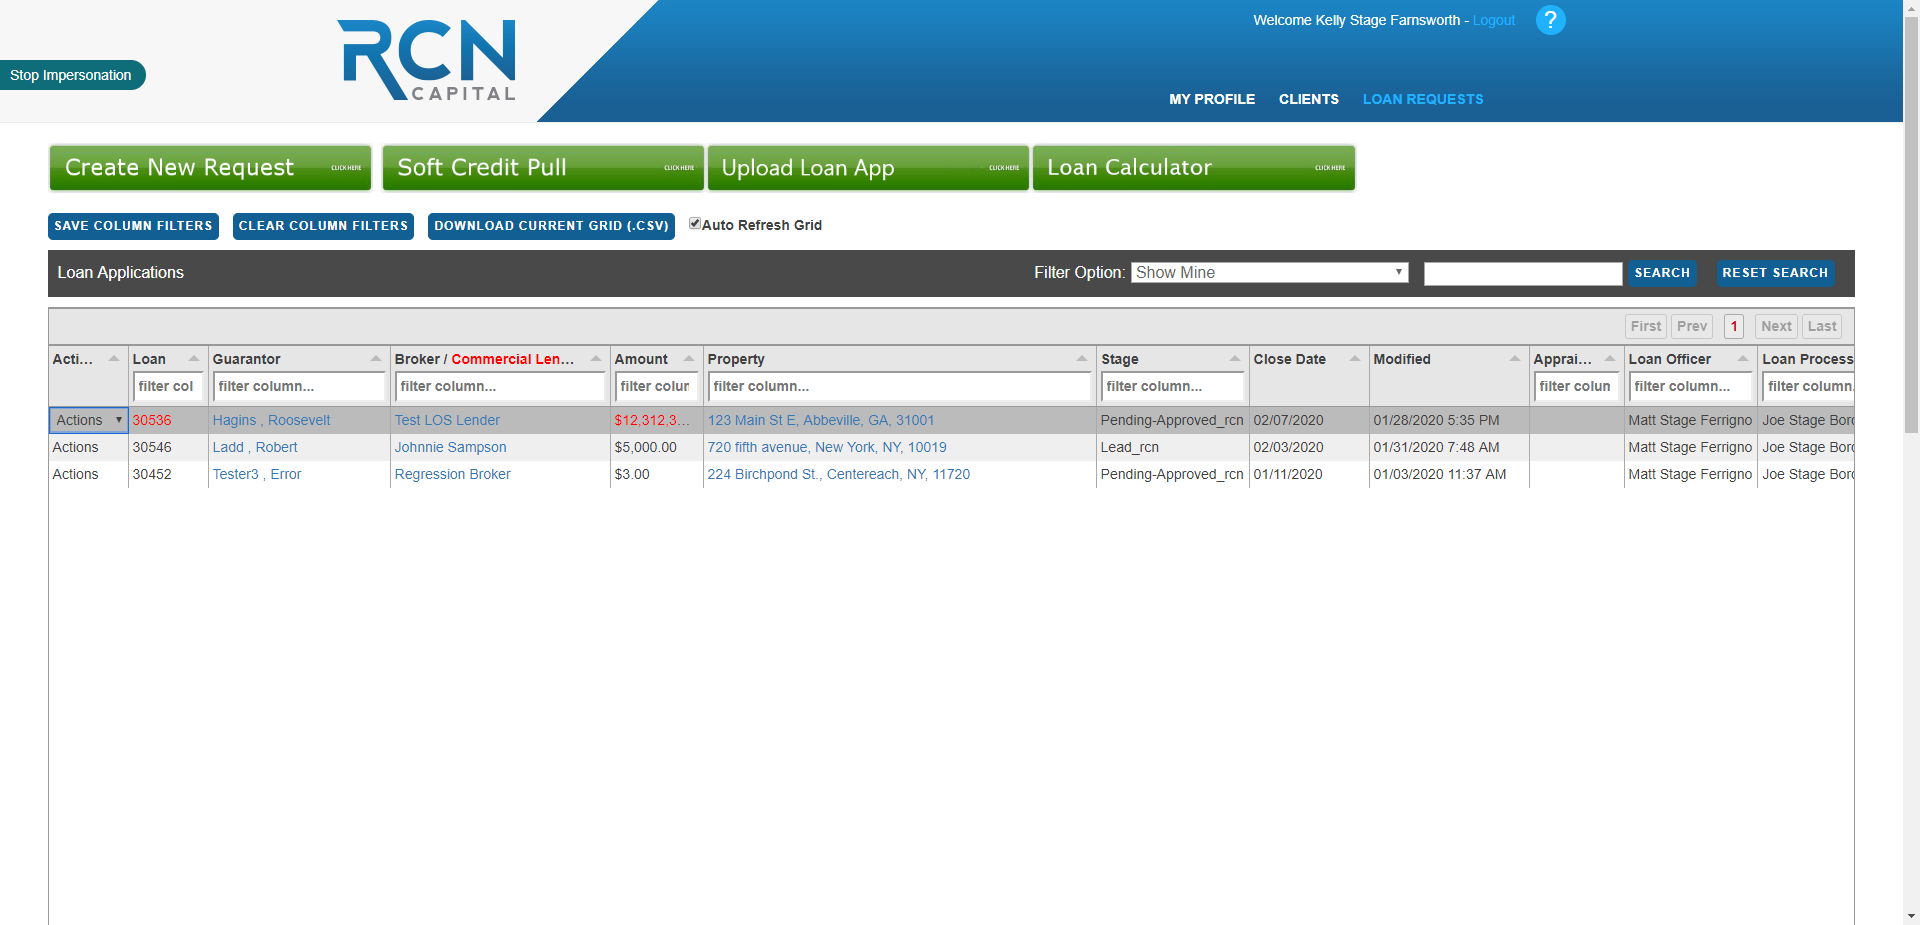 Welcome Kelly Stage Farnsworth - Logout ?
Stop Impersonation
RCN
CAPITAL
MY PROFILE CLIENTS LOAN REQUESTS
Create New Request CLICK HERE Soft Credit Pull CLICK HERE Upload Loan App CLICK HERE Loan Calculator CLICK HERE
SAVE COLUMN FILTERS CLEAR COLUMN FILTERS DOWNLOAD CURRENT GRID (.CSV) Auto Refresh Grid
Loan Applications Filter Option: Show Mine SEARCH RESET SEARCH
First Prev 1 Next Last
Acti... Loan Guarantor Broker / Commercial Len... Amount Property Stage Close Date Modified Apprai... Loan Officer Loan Process
filter col filter column... filter column... filter colun filter column... filter column... filter colun filter column... filter column.
Actions 30536 Hagins , Roosevelt Test LOS Lender $12,312,3... 123 Main St E, Abbeville, GA, 31001 Pending-Approved_rcn 02/07/2020 01/28/2020 5:35 PM Matt Stage Ferrigno Joe Stage Bord
Actions 30546 Ladd , Robert Johnnie Sampson $5,000.00 720 fifth avenue, New York, NY, 10019 Lead_rcn 02/03/2020 01/31/2020 7:48 AM Matt Stage Ferrigno Joe Stage Bord
Actions 30452 Tester3 , Error Regression Broker $3.00 224 Birchpond St., Centereach, NY, 11720 Pending-Approved_rcn 01/11/2020 01/03/2020 11:37 AM Matt Stage Ferrigno Joe Stage Bord